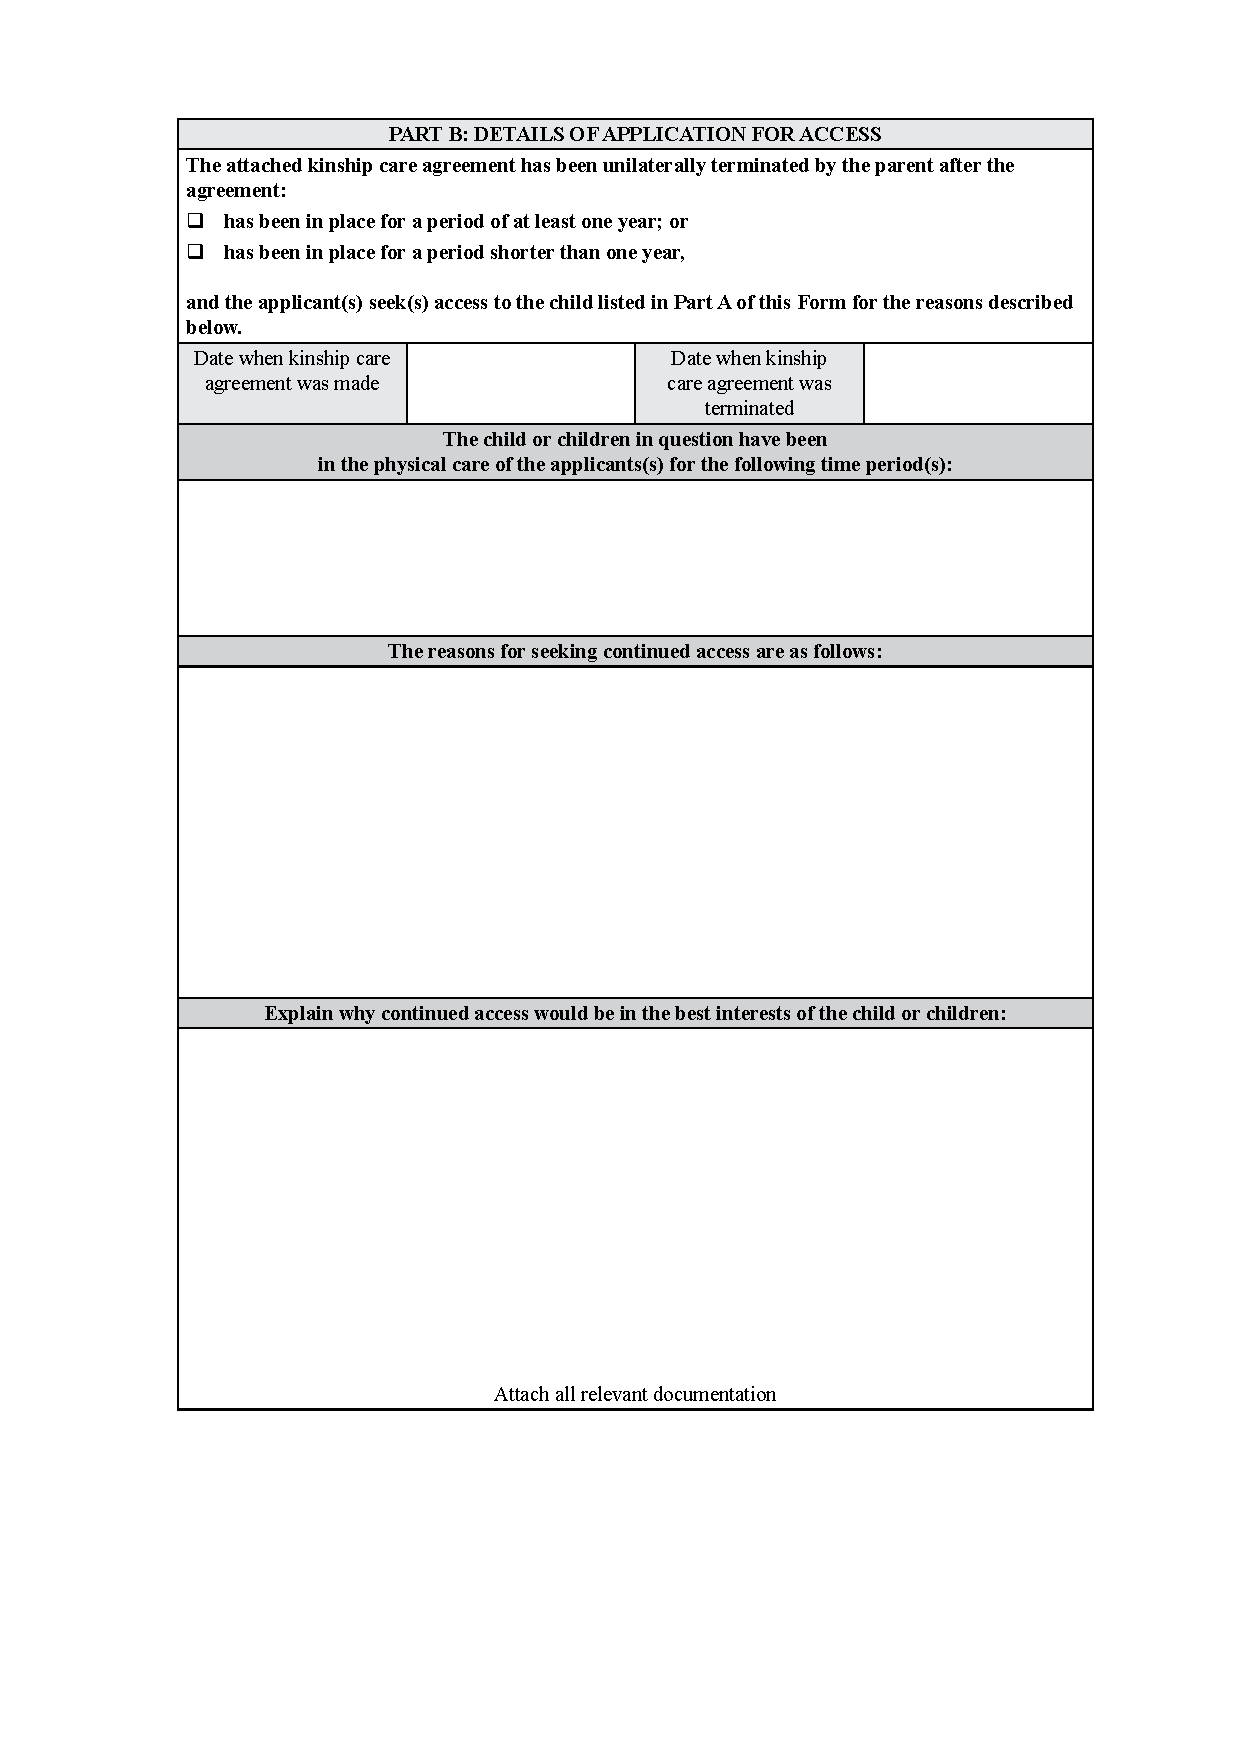 PART B: DETAILS OF APPLICATION FOR ACCESS
The attached kinship care agreement has been unilaterally terminated by the parent after the
agreement:
❑ has been in place for a period of at least one year; or
❑ has been in place for a period shorter than one year,
and the applicant(s) seek(s) access to the child listed in Part A of this Form for the reasons described
below.
Date when kinship care
agreement was made
Date when kinship
care agreement was
terminated
The child or children in question have been
in the physical care of the applicants(s) for the following time period(s):
The reasons for seeking continued access are as follows:
Explain why continued access would be in the best interests of the child or children:
Attach all relevant documentation